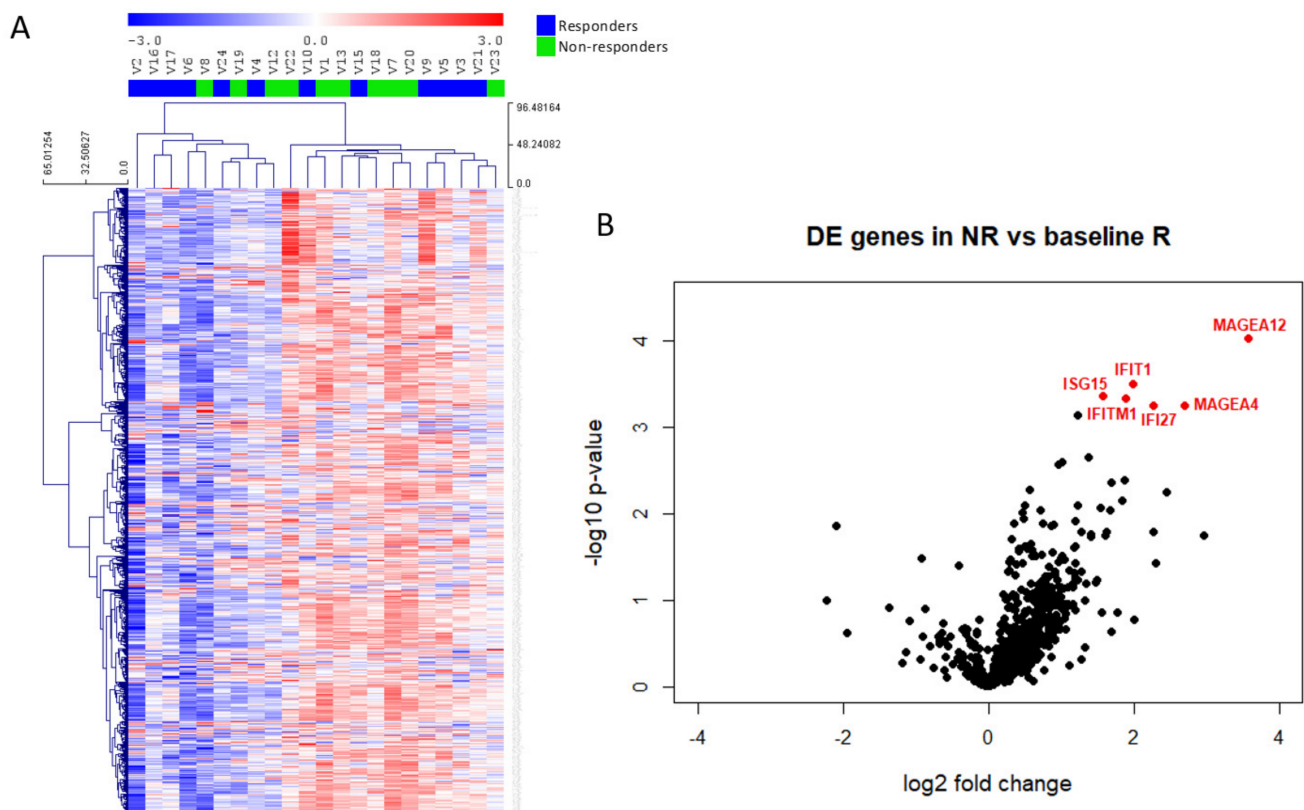 A
-3.0 0.0 3.0
Responders
Non-responders
V2 V16 V17 V6 V8 V24 V19 V4 V12 V22 V10 V1 V13 V15 V18 V7 V20 V9 V5 V3 V21 V23
65.01254 32.50627 0.0
96.48164
48.24082
0.0
B
DE genes in NR vs baseline R
MAGEA12
IFIT1
ISG15
IFITM1
IFI27
MAGEA4
-log10 p-value
4
3
2
1
0
-4 -2 0 2 4
log2 fold change